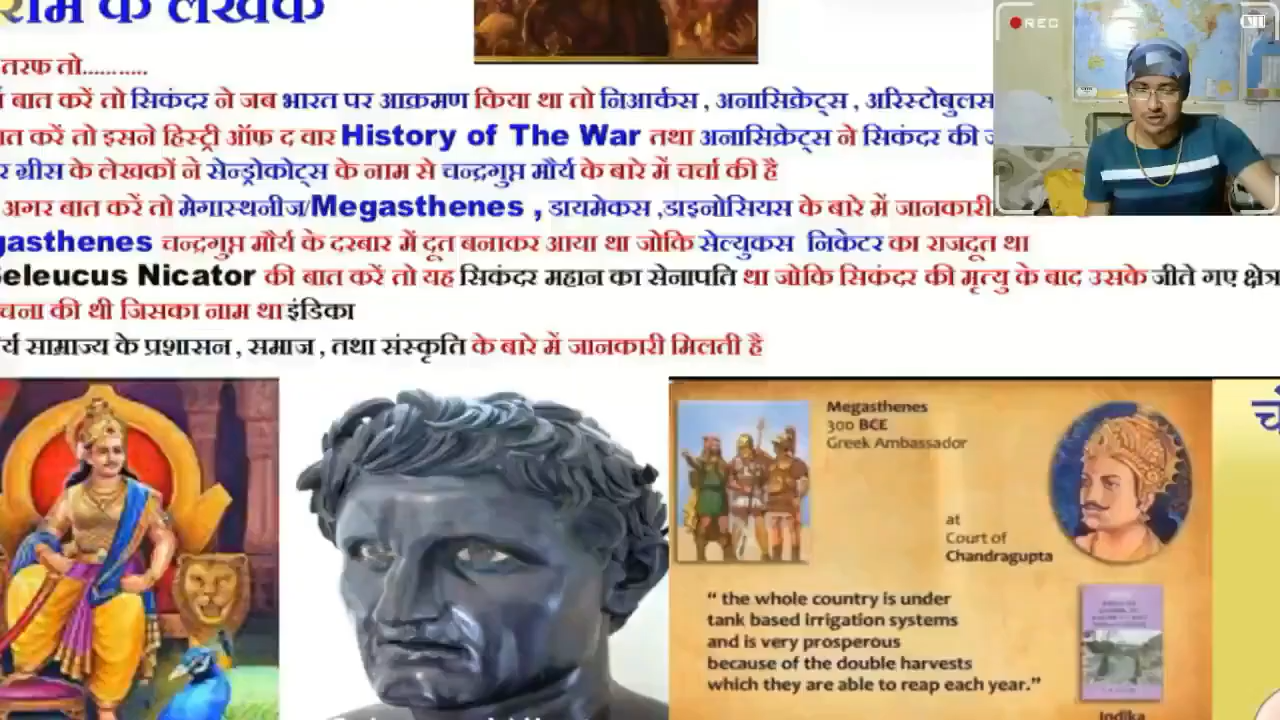 के लेखक
REC
तरफ तो...........
बात करें तो सिकंदर ने जब भारत पर आक्रमण किया था तो निआर्कस , अनासिक्रेट्स , अरिस्टोबुलस
बात करें तो इसने हिस्ट्री ऑफ द वार History of The War तथा अनासिक्रेट्स ने सिकंदर की
ग्रीस के लेखकों ने सेन्ड्रोकोट्स के नाम से चन्द्रगुप्त मौर्य के बारे में चर्चा की है
अगर बात करें तो मेगास्थनीज/Megasthenes , डायमेकस ,डाइनोसियस के बारे में जानकारी
gasthenes चन्द्रगुप्त मौर्य के दरबार में दूत बनाकर आया था जोकि सेल्युकस निकेटर का राजदूत था
Seleucus Nicator की बात करें तो यह सिकंदर महान का सेनापति था जोकि सिकंदर की मृत्यु के बाद उसके जीते गए क्षेत्र
चना की थी जिसका नाम था इंडिका
र्य सामाज्य के प्रशासन , समाज , तथा संस्कृति के बारे में जानकारी मिलती है
Megasthenes
300 BCE
Greek Ambassador
at
Court of
Chandragupta
“ the whole country is under
tank based irrigation systems
and is very prosperous
because of the double harvests
which they are able to reap each year.”
Indika